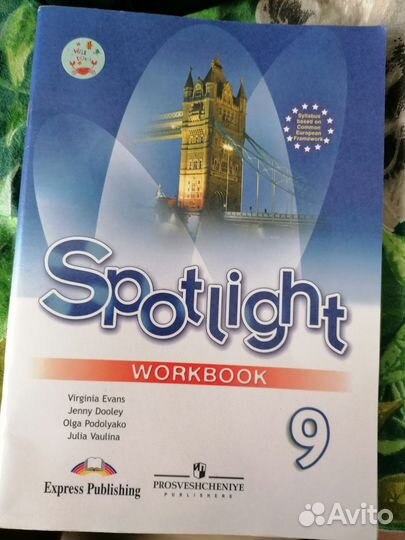 Syllabus
based on
Common
European
Framework
Spotlight
WORKBOOK
Virginia Evans
Jenny Dooley
Olga Podolyako
Julia Vaulina
9
Express Publishing
PROSVESHCHENIYE
PUBLISHERS
Avito